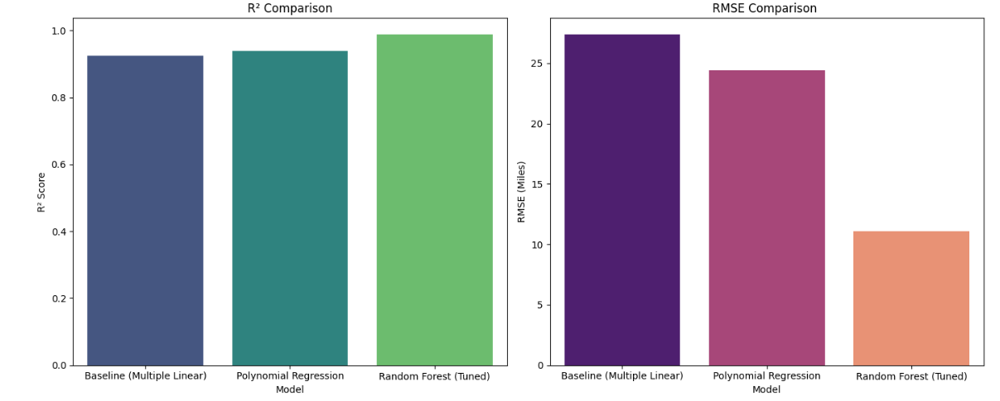 R² Comparison
1.0
0.8
0.6
0.4
0.2
0.0
R² Score
Baseline (Multiple Linear)
Polynomial Regression
Random Forest (Tuned)
Model
RMSE Comparison
25
20
15
10
5
0
RMSE (Miles)
Baseline (Multiple Linear)
Polynomial Regression
Random Forest (Tuned)
Model